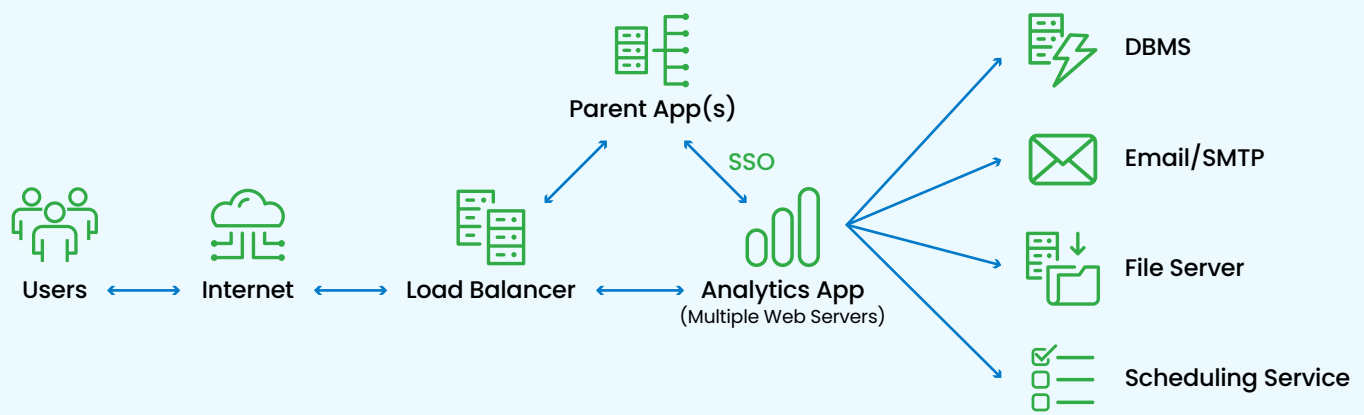 DBMS
Parent App(s)
SSO
Email/SMTP
Users
Internet
Load Balancer
Analytics App
(Multiple Web Servers)
File Server
Scheduling Service